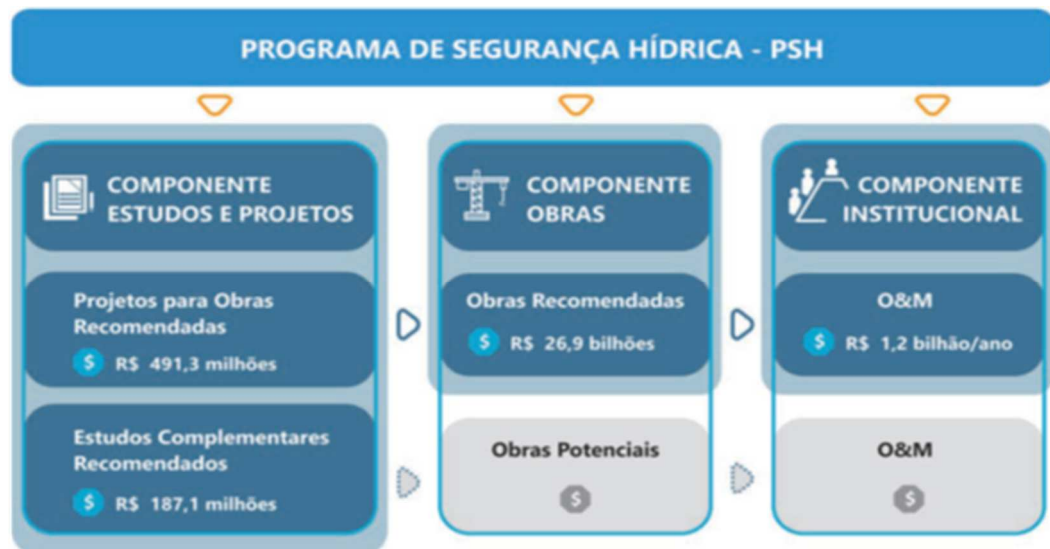 PROGRAMA DE SEGURANÇA HÍDRICA - PSH
COMPONENTE
ESTUDOS E PROJETOS
Projetos para Obras
Recomendadas
$ R$ 491,3 milhões
Estudos Complementares
Recomendados
$ R$ 187,1 milhões
COMPONENTE
OBRAS
Obras Recomendadas
$ R$ 26,9 bilhões
Obras Potenciais
$
COMPONENTE
INSTITUCIONAL
O&M
$ R$ 1,2 bilhão/ano
O&M
$